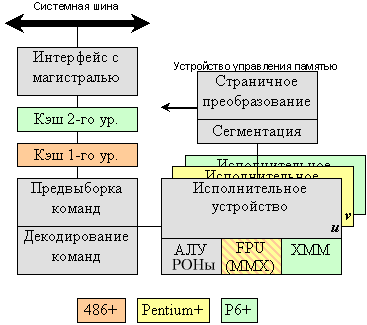 Системная шина
Интерфейс с
магистралью
Устройство управления памятью
Страничное
преобразование
Кэш 2-го ур.
Сегментация
Кэш 1-го ур.
Исполнительное
Исполнительное
Предвыборка
команд
Исполнительное
устройство
v
u
Декодирование
команд
АЛУ
РОНы
FPU
(MMX)
XMM
486+
Pentium+
P6+